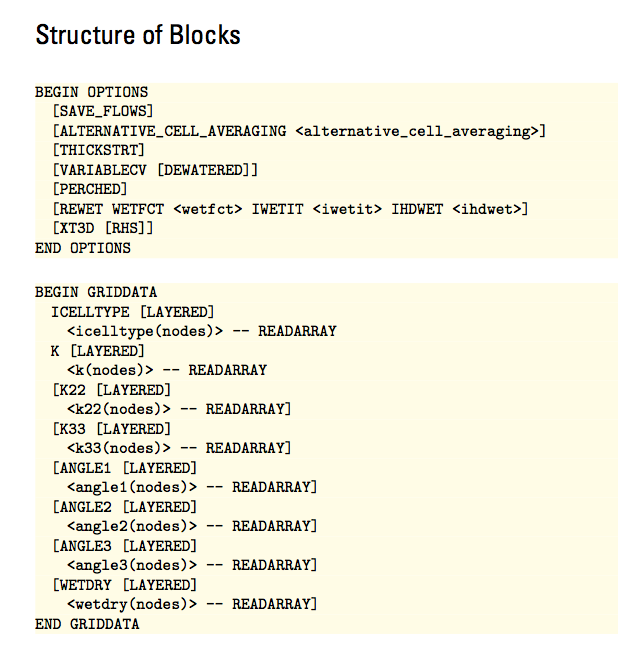 Structure of Blocks
BEGIN OPTIONS
[SAVE_FLOWS]
[ALTERNATIVE_CELL_AVERAGING <alternative_cell_averaging>]
[THICKSTRT]
[VARIABLECV [DEWATERED]]
[PERCHED]
[REWET WETFCT <wetfct> IWETIT <iwetit> IHDWET <ihdwet>]
[XT3D [RHS]]
END OPTIONS
BEGIN GRIDDATA
ICELLTYPE [LAYERED]
<icelltype(nodes)> -- READARRAY
K [LAYERED]
<k(nodes)> -- READARRAY
[K22 [LAYERED]
<k22(nodes)> -- READARRAY]
[K33 [LAYERED]
<k33(nodes)> -- READARRAY]
[ANGLE1 [LAYERED]
<angle1(nodes)> -- READARRAY]
[ANGLE2 [LAYERED]
<angle2(nodes)> -- READARRAY]
[ANGLE3 [LAYERED]
<angle3(nodes)> -- READARRAY]
[WETDRY [LAYERED]
<wetdry(nodes)> -- READARRAY]
END GRIDDATA